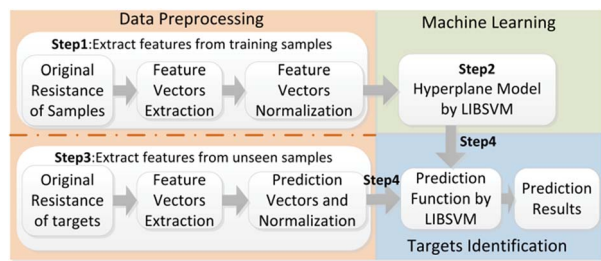 Data Preprocessing
Machine Learning
Step1:Extract features from training samples
Original
Resistance
of Samples
Feature
Vectors
Extraction
Feature
Vectors
Normalization
Step2
Hyperplane Model
by LIBSVM
Step4
Step3:Extract features from unseen samples
Original
Resistance
of targets
Feature
Vectors
Extraction
Prediction
Vectors and
Normalization
Step4
Prediction
Function by
LIBSVM
Prediction
Results
Targets Identification